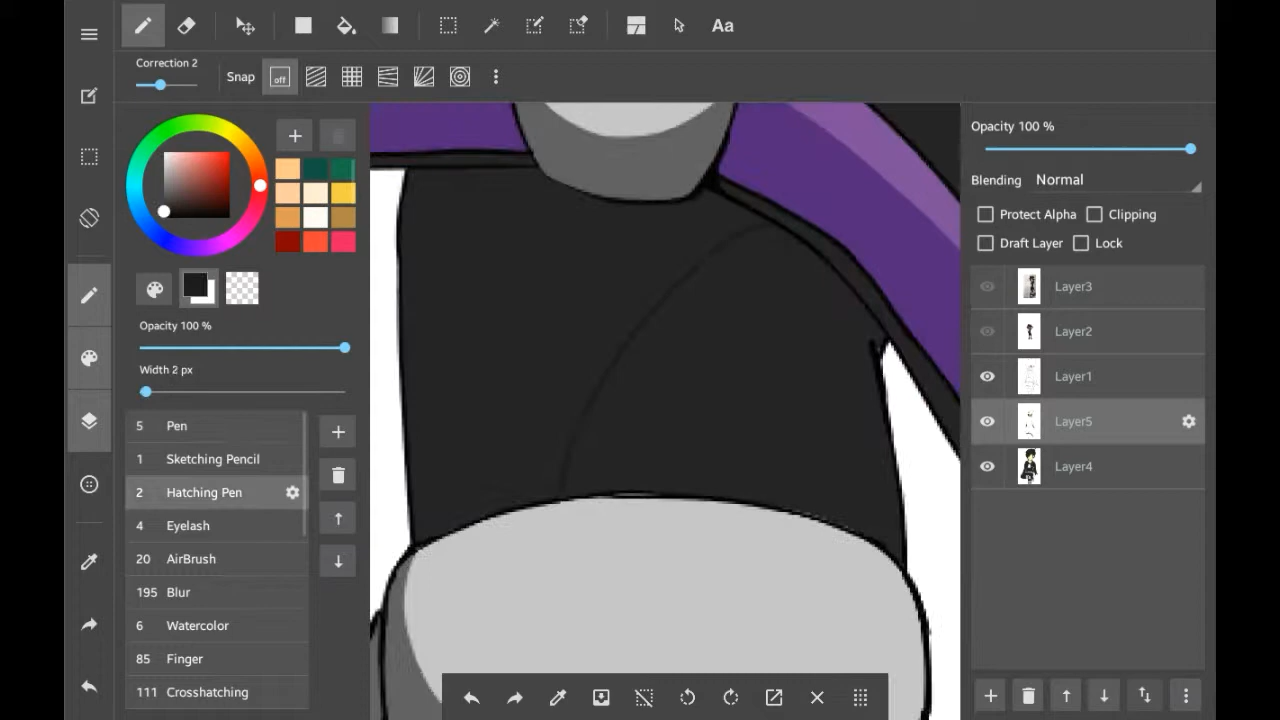 Aa
Correction 2
Snap
off
Opacity 100 %
Width 2 px
5 Pen
1 Sketching Pencil
2 Hatching Pen
4 Eyelash
20 AirBrush
195 Blur
6 Watercolor
85 Finger
111 Crosshatching
Opacity 100 %
Blending Normal
Protect Alpha Clipping
Draft Layer Lock
Layer3
Layer2
Layer1
Layer5
Layer4